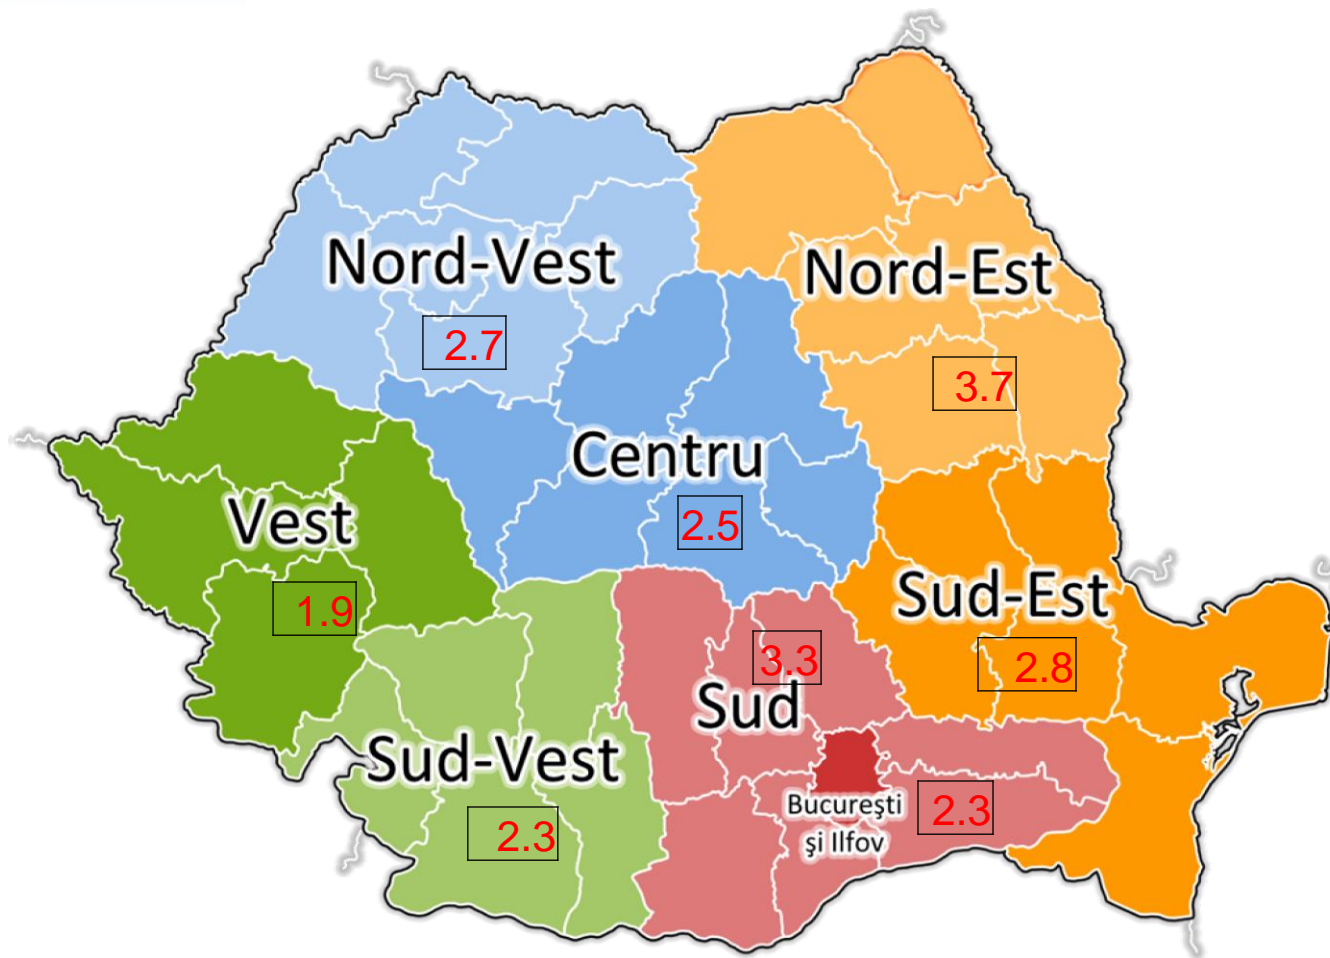 Nord-Vest
2.7
Nord-Est
3.7
Centru
2.5
Vest
1.9
Sud-Est
2.8
3.3
Sud
Sud-Vest
2.3
Bucureşti
şi Ilfov
2.3